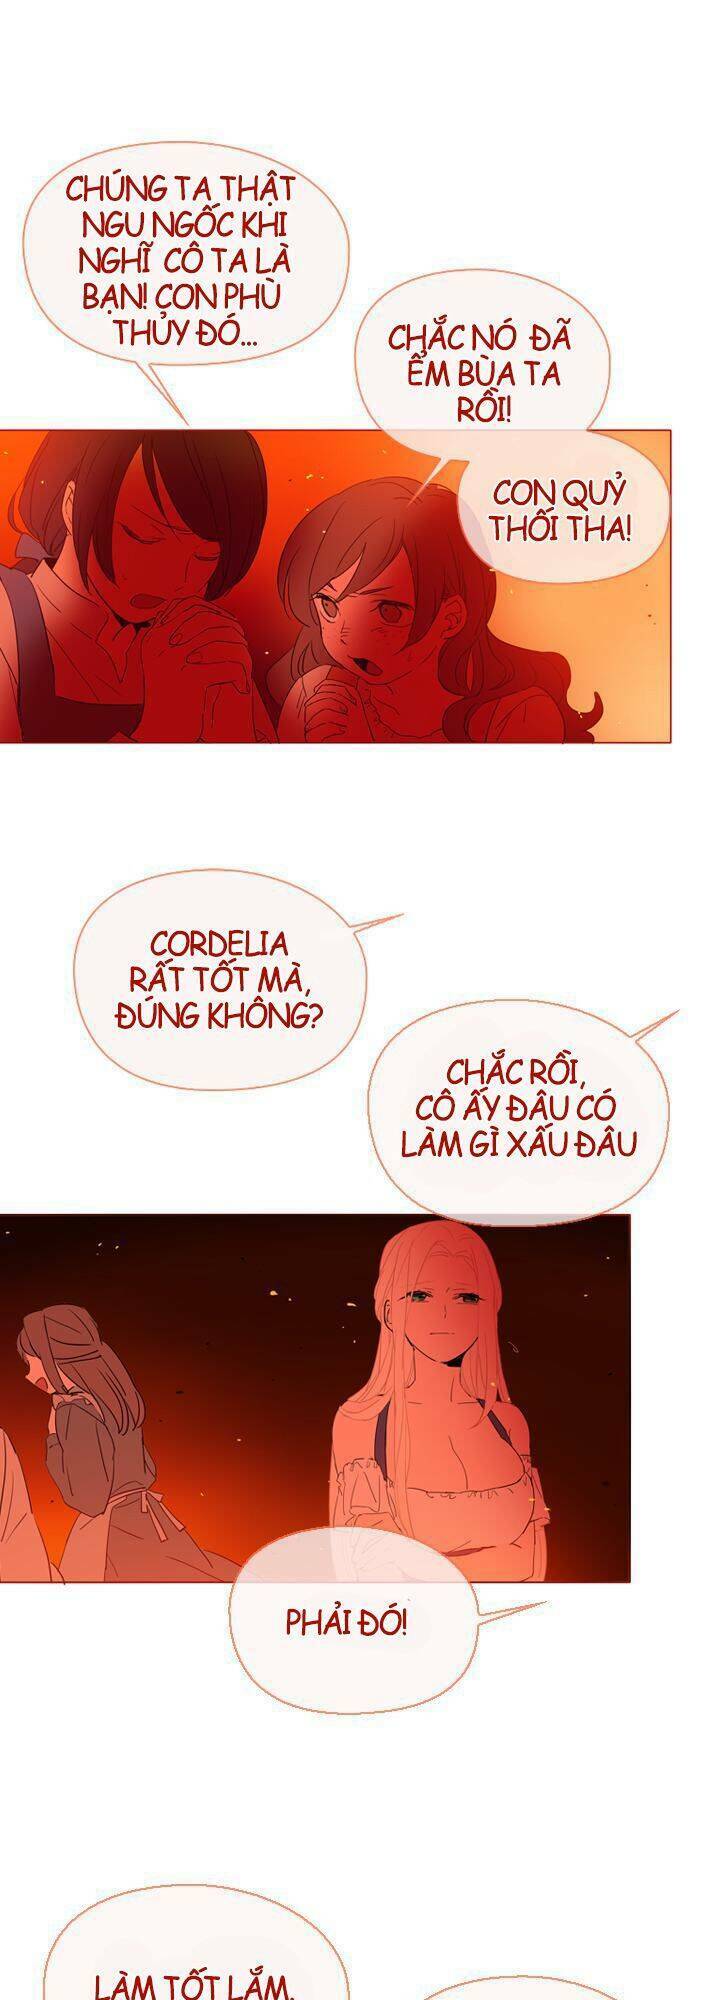 CHÚNG TA THẬT
NGU NGỐC KHI
NGHĨ CÔ TA LÀ
BẠN! CON PHÙ
THỦY ĐÓ...
CHẮC NÓ ĐÃ
ỂM BÙA TA
RỒI!
CON QUỶ
THỐI THA!
CORDELIA
RẤT TỐT MÀ,
ĐÚNG KHÔNG?
CHẮC RỒI,
CÔ ẤY ĐÂU CÓ
LÀM GÌ XẤU ĐÂU
PHẢI ĐÓ!
LÀM TỐT LẮM,